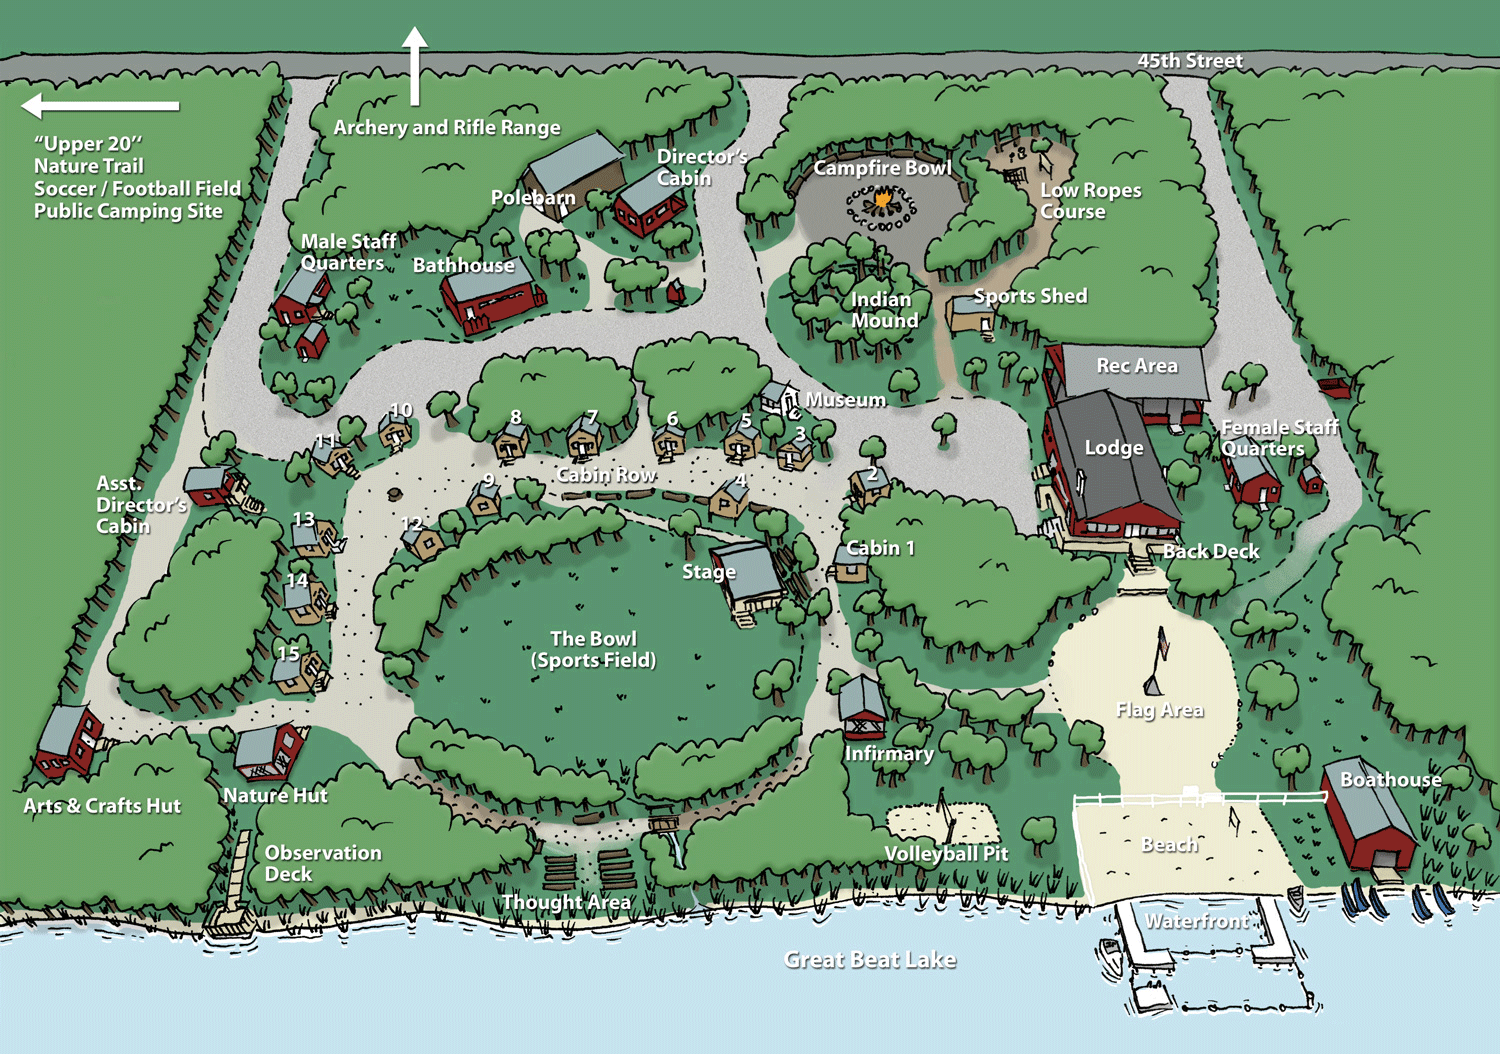 45th Street
"Upper 20"
Nature Trail
Soccer / Football Field
Public Camping Site
Archery and Rifle Range
Director's
Cabin
Polebarn
Campfire Bowl
Low Ropes
Course
Male Staff
Quarters
Bathhouse
Indian
Mound
Sports Shed
Rec Area
Museum
10
8
7
6
5
3
11
Lodge
Female Staff
Quarters
Cabin Row
2
9
4
Asst.
Director's
Cabin
13
12
Cabin 1
Back Deck
Stage
14
The Bowl
(Sports Field)
15
Flag Area
Infirmary
Boathouse
Arts & Crafts Hut
Nature Hut
Observation
Deck
Volleyball Pit
Beach
Thought Area
Waterfront
Great Beat Lake